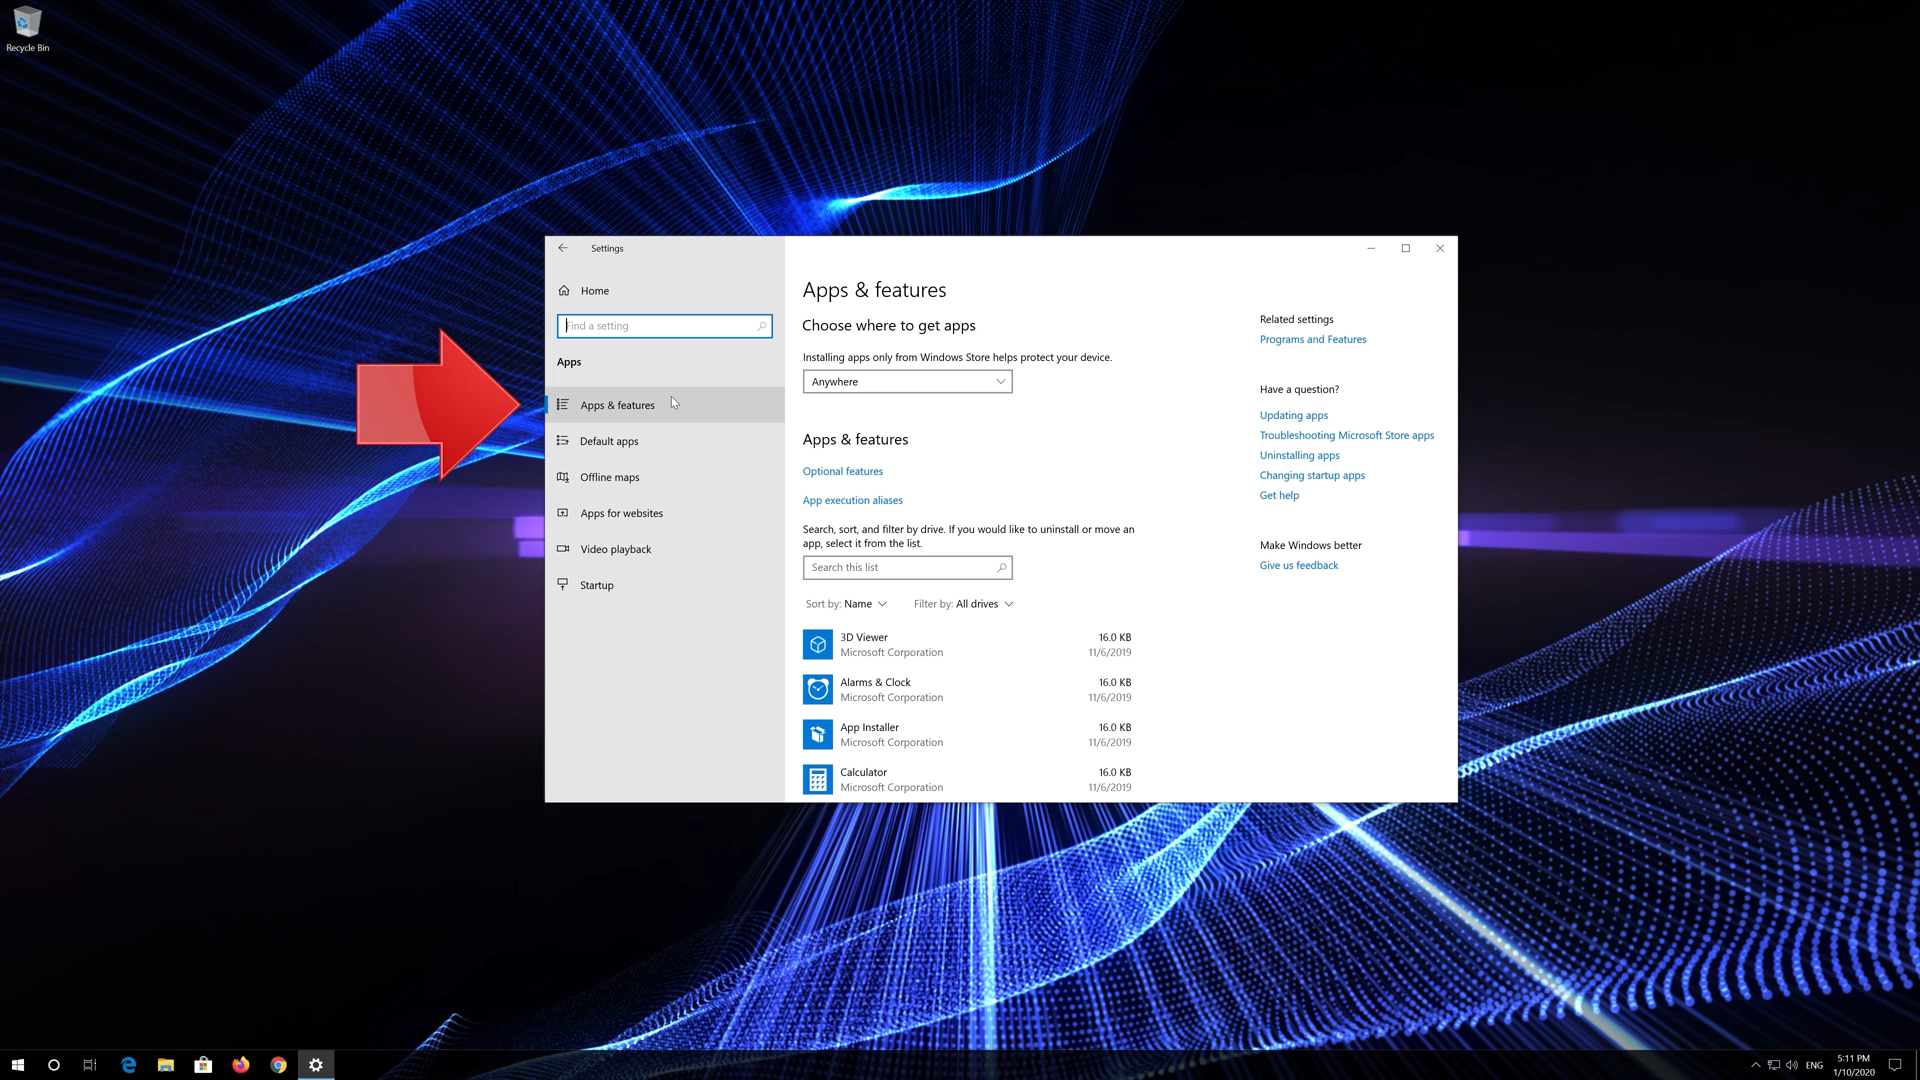 Recycle Bin
Settings
Home
Find a setting
Apps
Apps & features
Default apps
Offline maps
Apps for websites
Video playback
Startup
Apps & features
Choose where to get apps
Installing apps only from Windows Store helps protect your device.
Anywhere
Apps & features
Optional features
App execution aliases
Search, sort, and filter by drive. If you would like to uninstall or move an
app, select it from the list.
Search this list
Sort by: Name Filter by: All drives
3D Viewer 16.0 KB
Microsoft Corporation 11/6/2019
Alarms & Clock 16.0 KB
Microsoft Corporation 11/6/2019
App Installer 16.0 KB
Microsoft Corporation 11/6/2019
Calculator 16.0 KB
Microsoft Corporation 11/6/2019
Related settings
Programs and Features
Have a question?
Updating apps
Troubleshooting Microsoft Store apps
Uninstalling apps
Changing startup apps
Get help
Make Windows better
Give us feedback
ENG
5:11 PM
1/10/2020